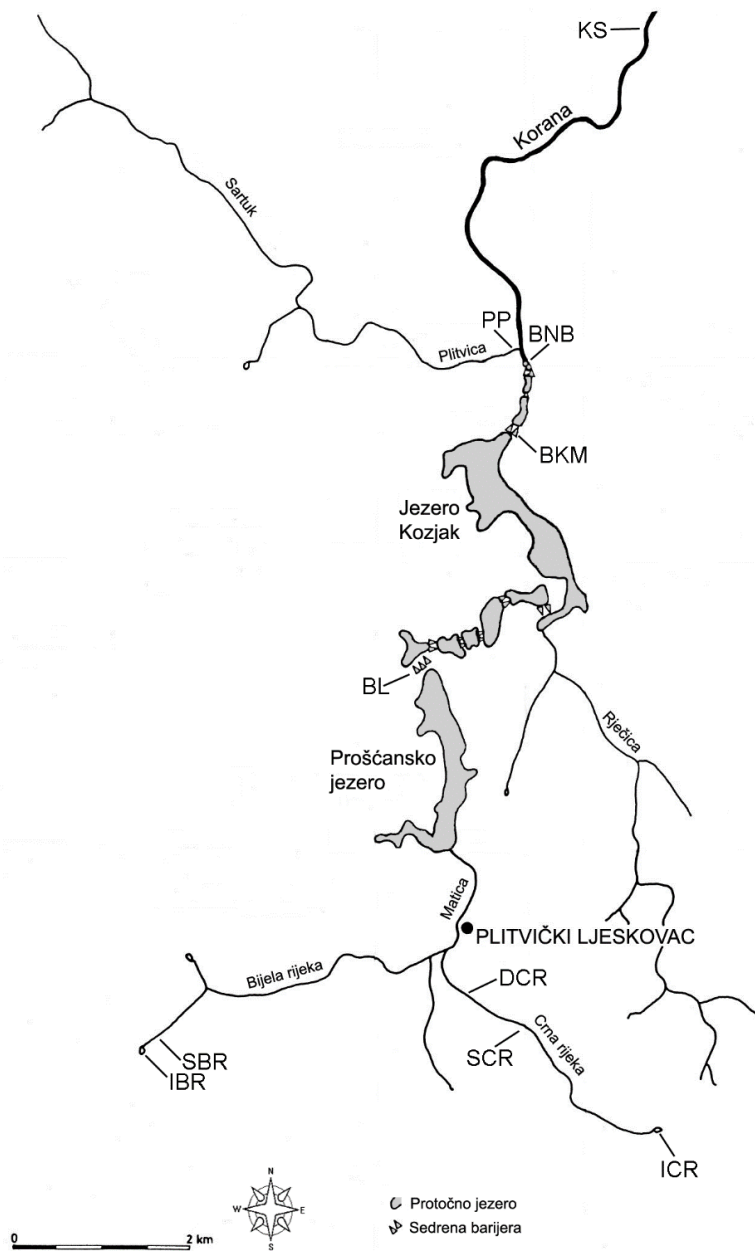 KS
Korana
Sartuk
PP
BNB
Plitvica
BKM
Jezero
Kozjak
BL
Rječica
Prošćansko
jezero
Matica
PLITVIČKI LJESKOVAC
Bijela rijeka
DCR
Crna rijeka
SCR
SBR
IBR
ICR
N
W
E
S
Protočno jezero
Sedrena barijera
0
2 km